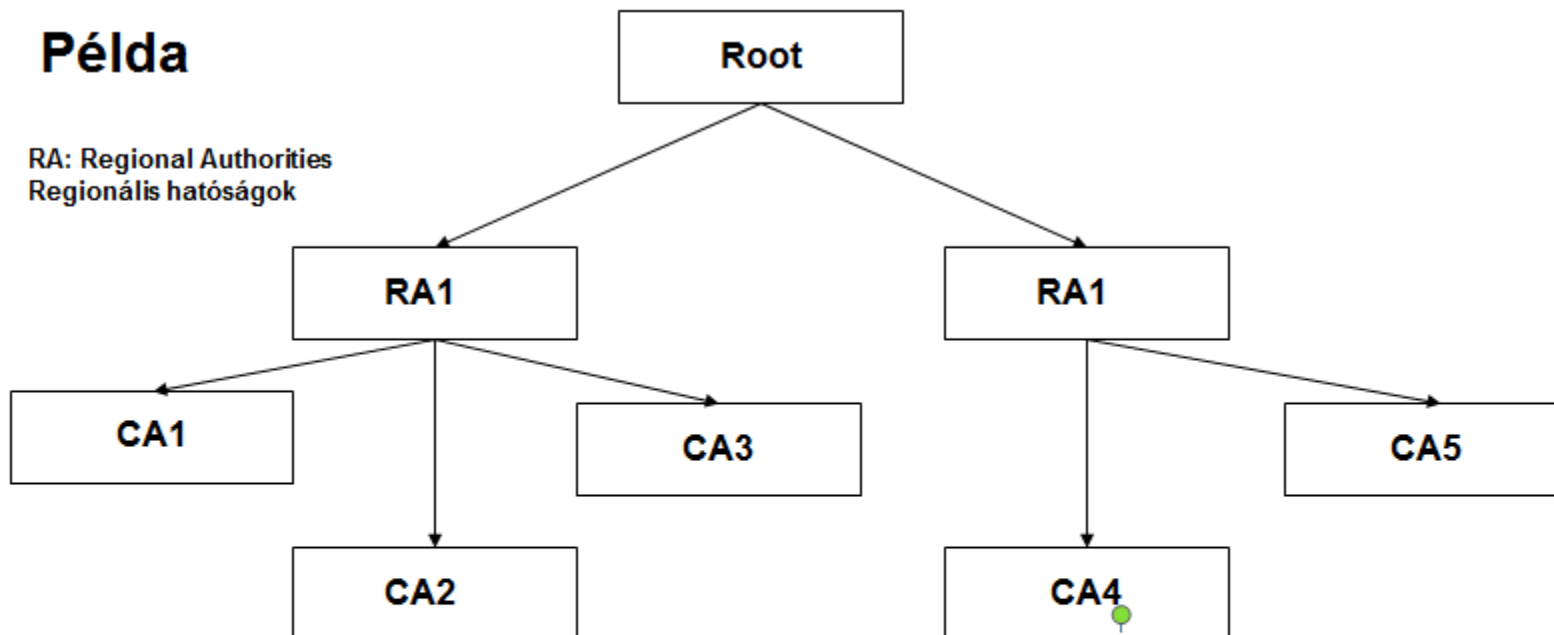 Példa
Root
RA: Regional Authorities
Regionális hatóságok
RA1
RA1
CA1
CA3
CA5
CA2
CA4